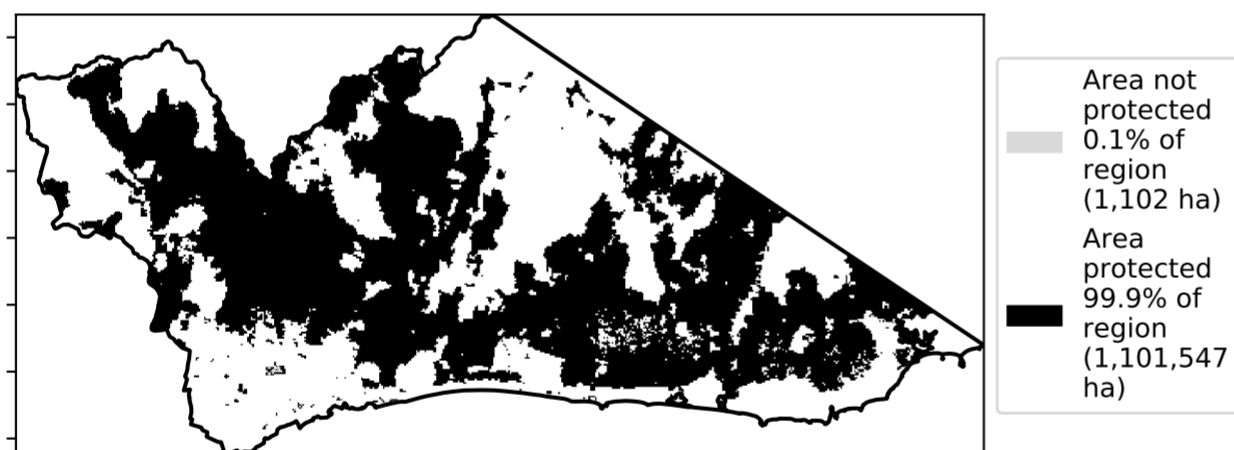 Area not
protected
0.1% of
region
(1,102 ha)
Area
protected
99.9% of
region
(1,101,547
ha)